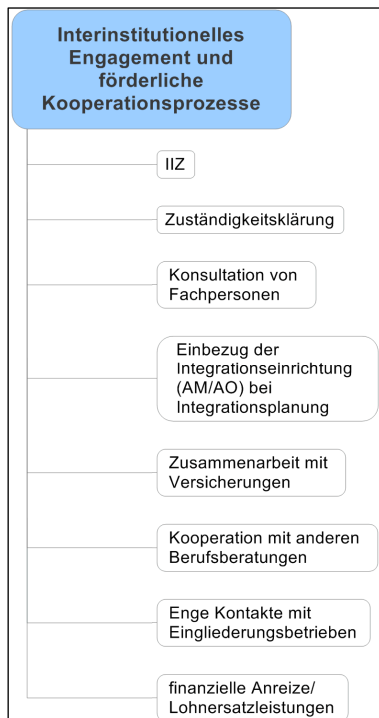 Interinstitutionelles
Engagement und
förderliche
Kooperationsprozesse
IIZ
Zuständigkeitsklärung
Konsultation von
Fachpersonen
Einbezug der
Integrationseinrichtung
(AM/AO) bei
Integrationsplanung
Zusammenarbeit mit
Versicherungen
Kooperation mit anderen
Berufsberatungen
Enge Kontakte mit
Eingliederungsbetrieben
finanzielle Anreize/
Lohnersatzleistungen